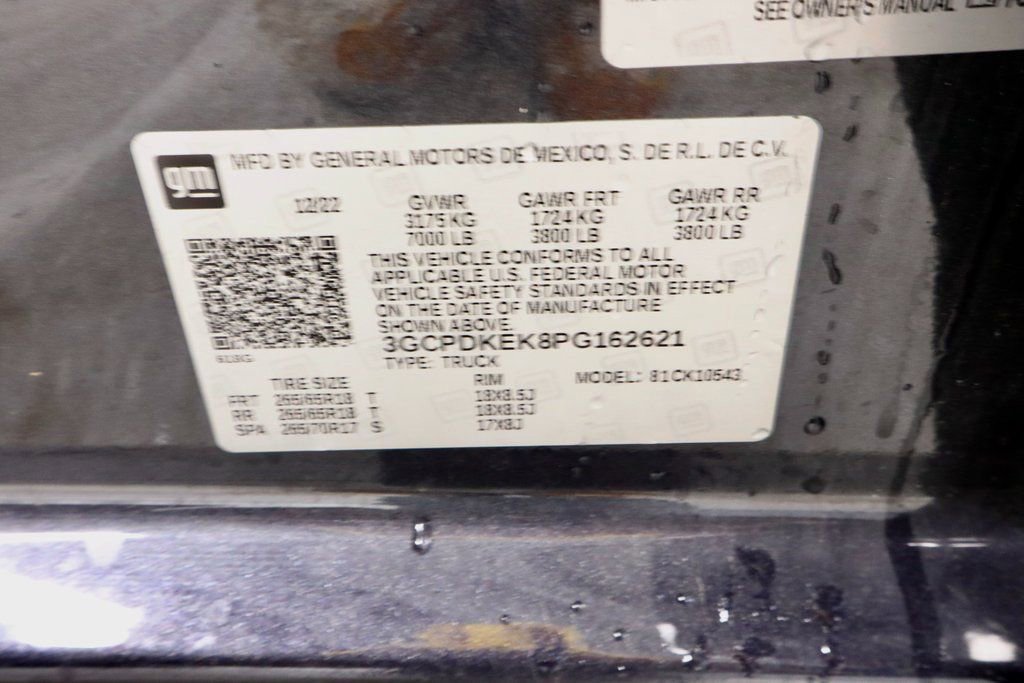 SEE OWNER'S MANUAL
gm
MFD BY GENERAL MOTORS DE MEXICO, S. DE R.L. DE C.V.
12/22 GVWR GAWR FRT GAWR RR
3175 KG 1724 KG 1724 KG
7000 LB 3800 LB 3800 LB
THIS VEHICLE CONFORMS TO ALL
APPLICABLE U.S. FEDERAL MOTOR
VEHICLE SAFETY STANDARDS IN EFFECT
ON THE DATE OF MANUFACTURE
SHOWN ABOVE.
3GCPDKEK8PG162621
TYPE: TRUCK
TIRE SIZE RIM MODEL: 81CK10543
FRT 265/65R18 T 18X8.5J
RR 265/65R18 T 18X8.5J
SPA 265/70R17 S 17X8J